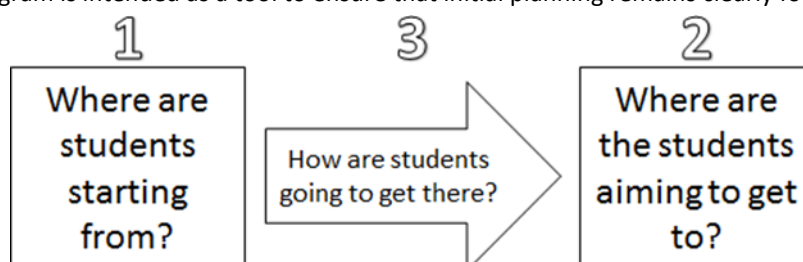 gram is intended as a tool to ensure that initial planning remains clearly
1
3
2
Where are
students
starting
from?
How are students
going to get there?
Where are
the students
aiming to get
to?